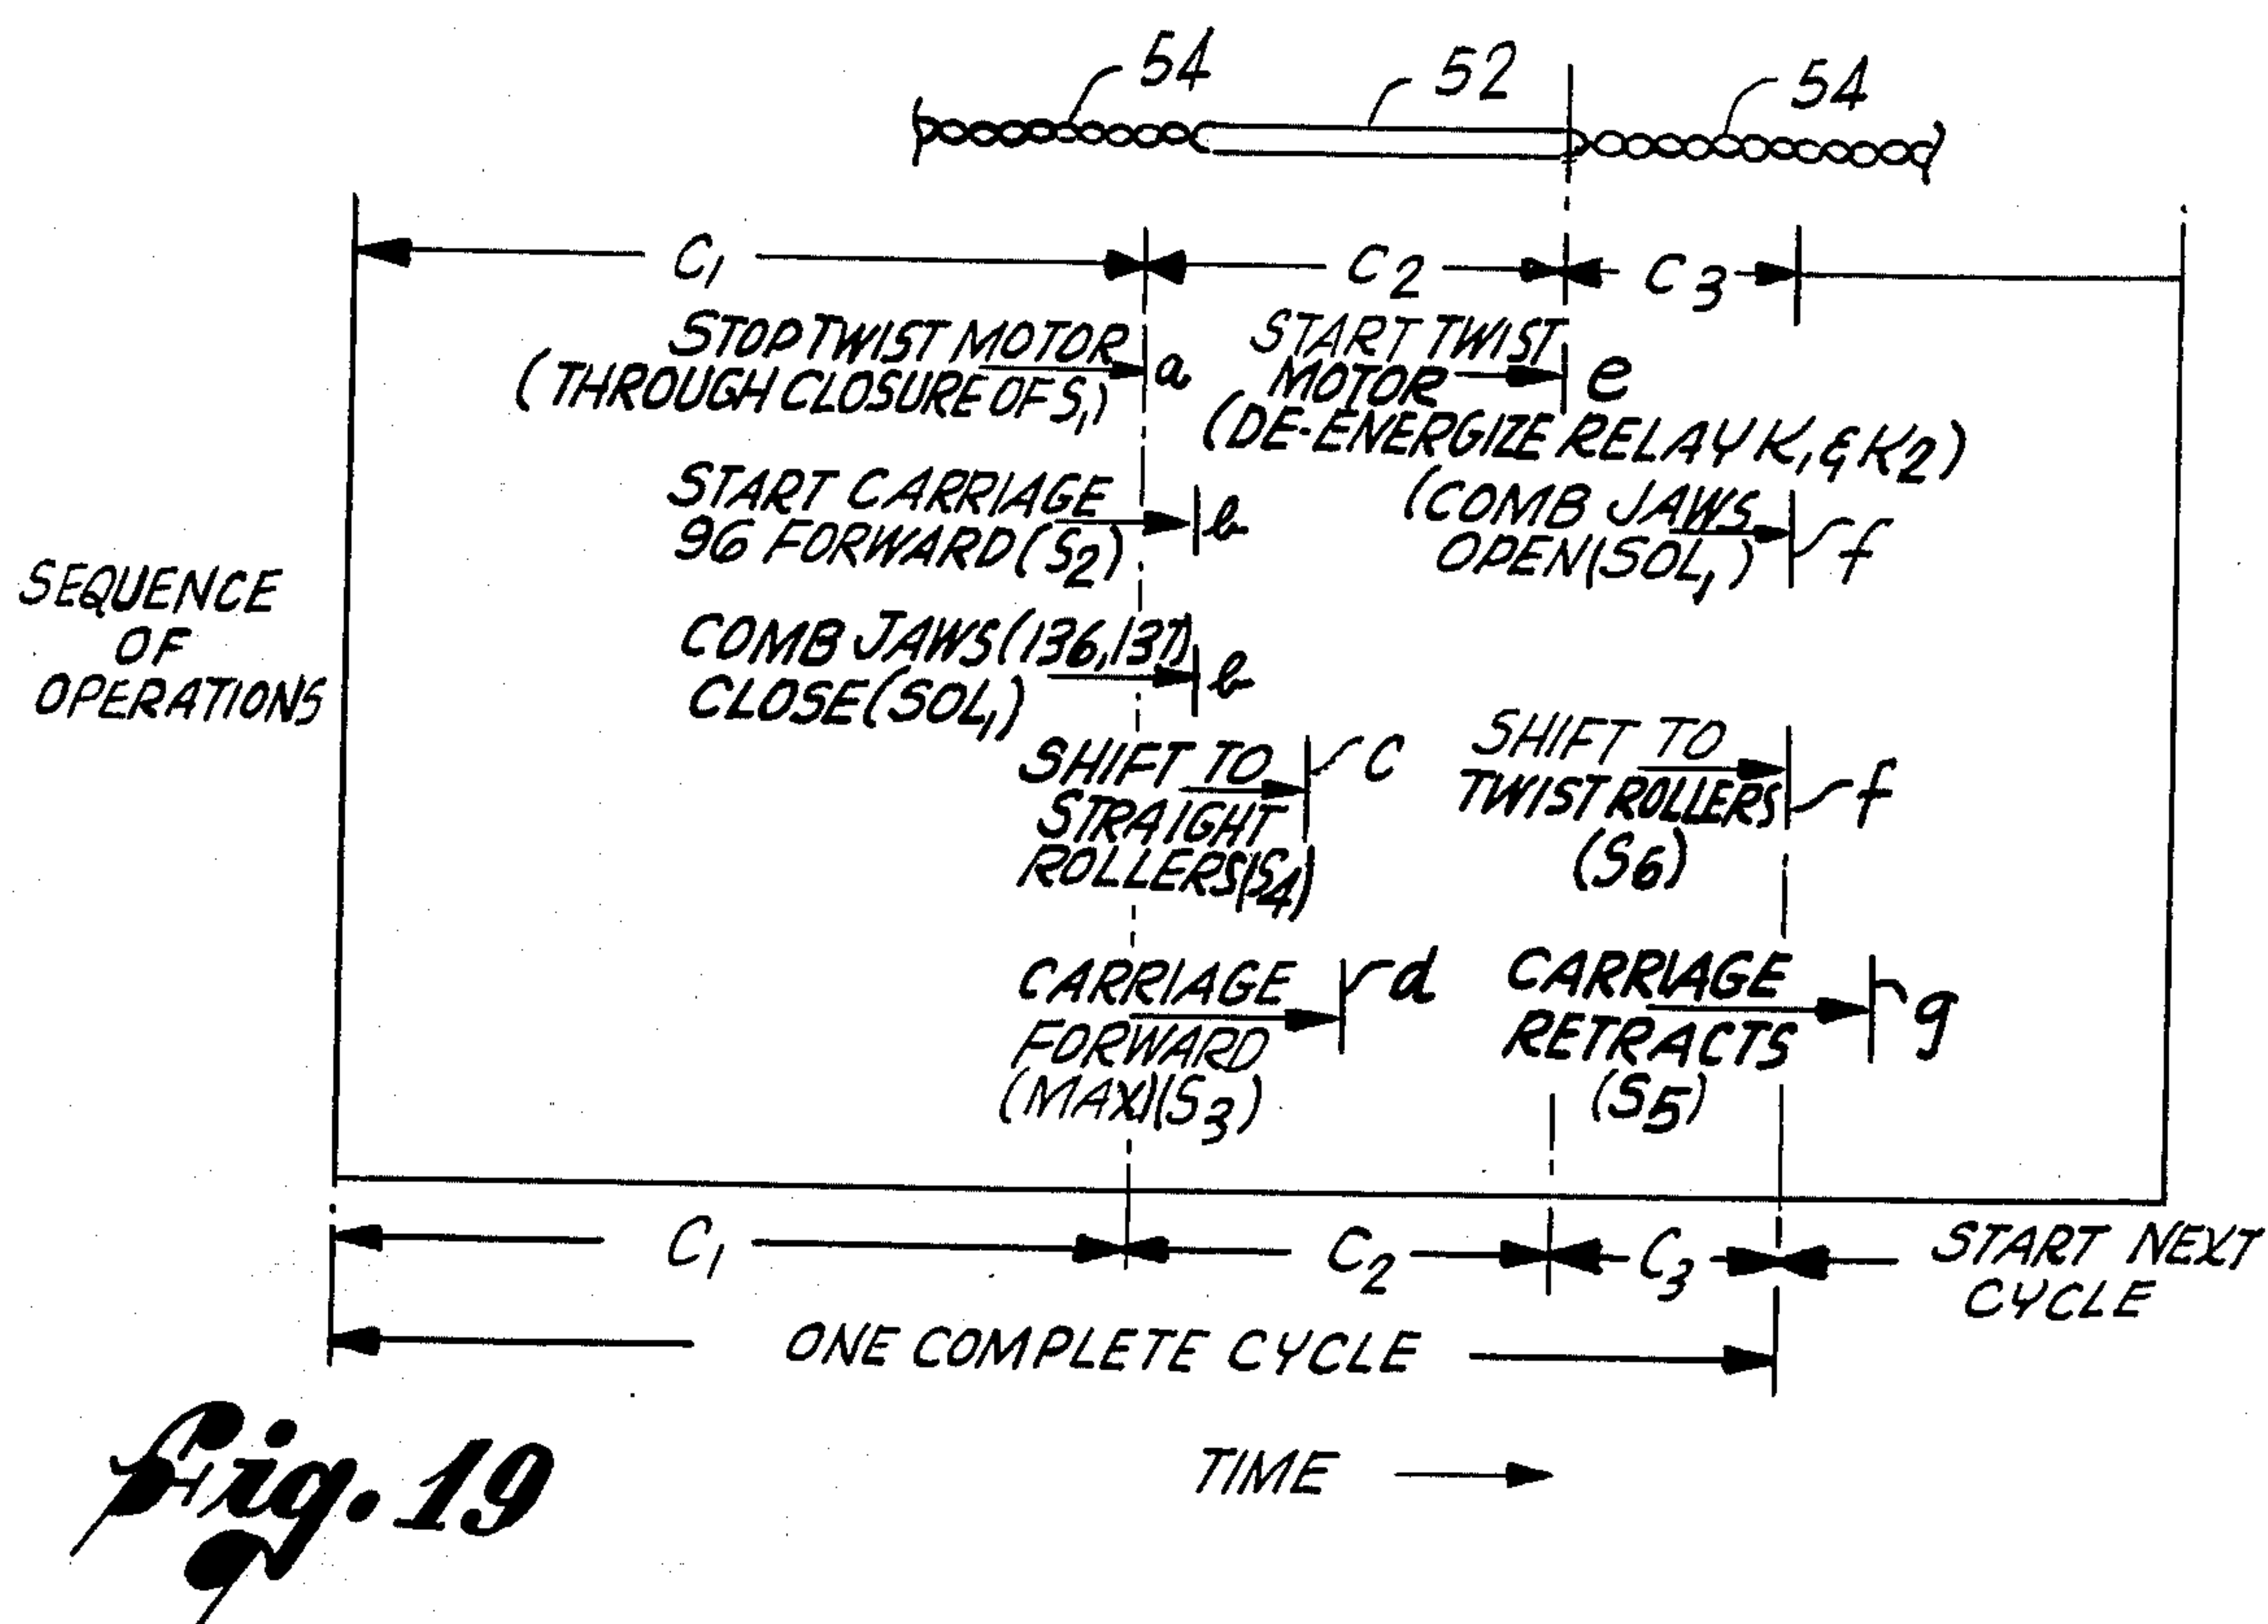 54
52
54
C1
C2
C3
STOP TWIST MOTOR
(THROUGH CLOSURE OF S1)
a
START TWIST
MOTOR
e
(DE-ENERGIZE RELAY K1 & K2)
START CARRIAGE
96 FORWARD (S2)
b
(COMB JAWS
OPEN (SOL1)
f
COMB JAWS (136,137)
CLOSE (SOL1)
b
SEQUENCE
OF
OPERATIONS
SHIFT TO
STRAIGHT
ROLLERS (S4)
c
SHIFT TO
TWIST ROLLERS
(S6)
f
CARRIAGE
FORWARD
(MAX) (S3)
d
CARRIAGE
RETRACTS
(S5)
g
C1
C2
C3
START NEXT
CYCLE
ONE COMPLETE CYCLE
TIME
Fig. 19